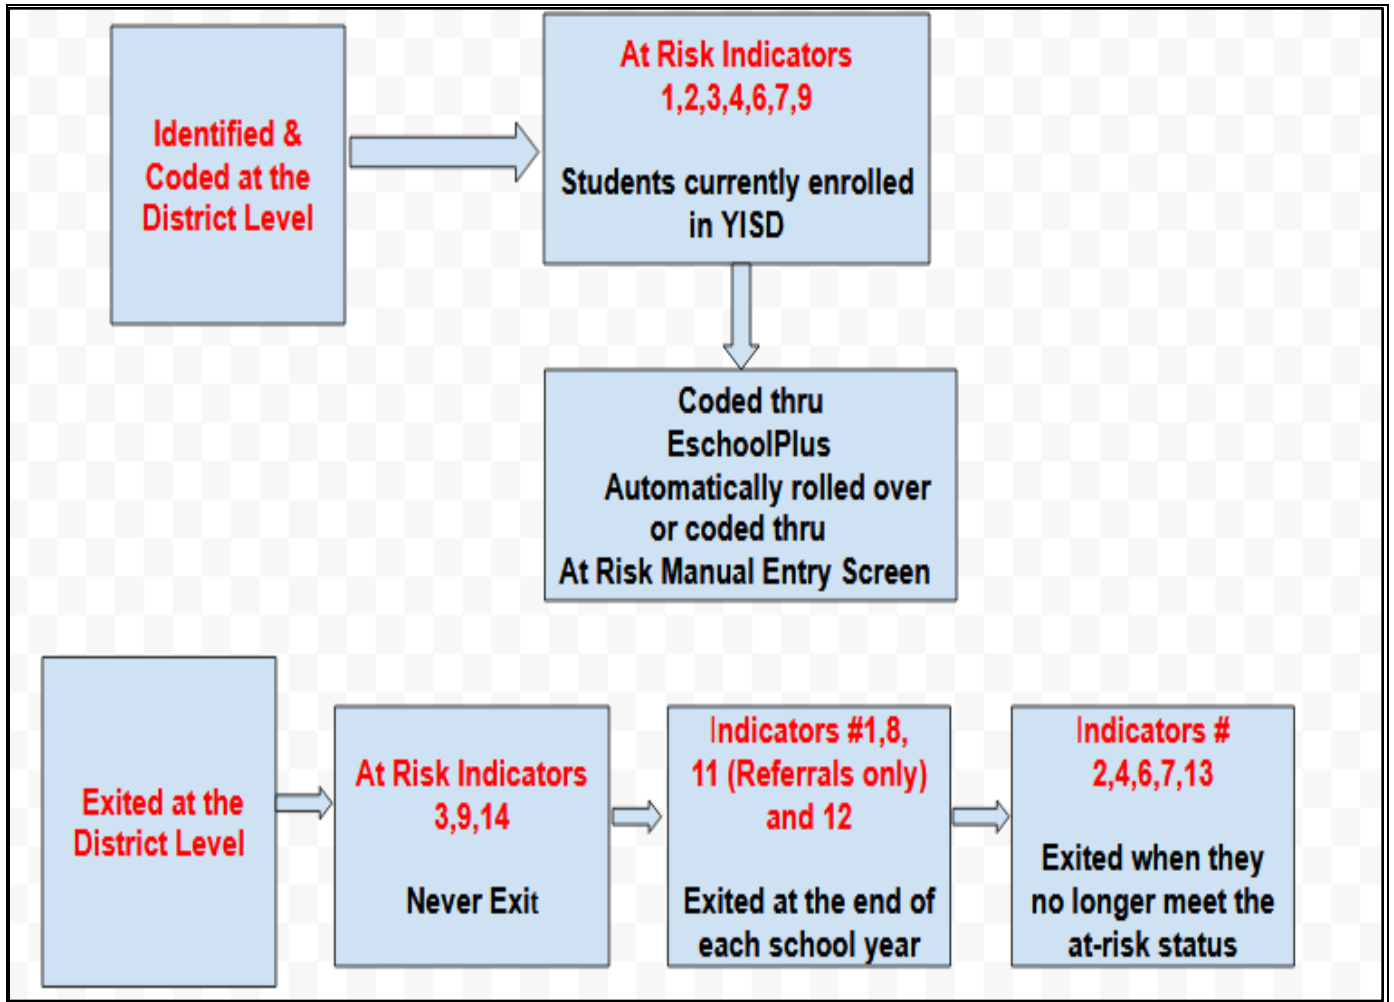 Identified &
Coded at the
District Level
At Risk Indicators
1,2,3,4,6,7,9
Students currently enrolled
in YISD
Coded thru
EschoolPlus
Automatically rolled over
or coded thru
At Risk Manual Entry Screen
Exited at the
District Level
At Risk Indicators
3,9,14
Never Exit
Indicators #1,8,
11 (Referrals only)
and 12
Exited at the end of
each school year
Indicators #
2,4,6,7,13
Exited when they
no longer meet the
at-risk status